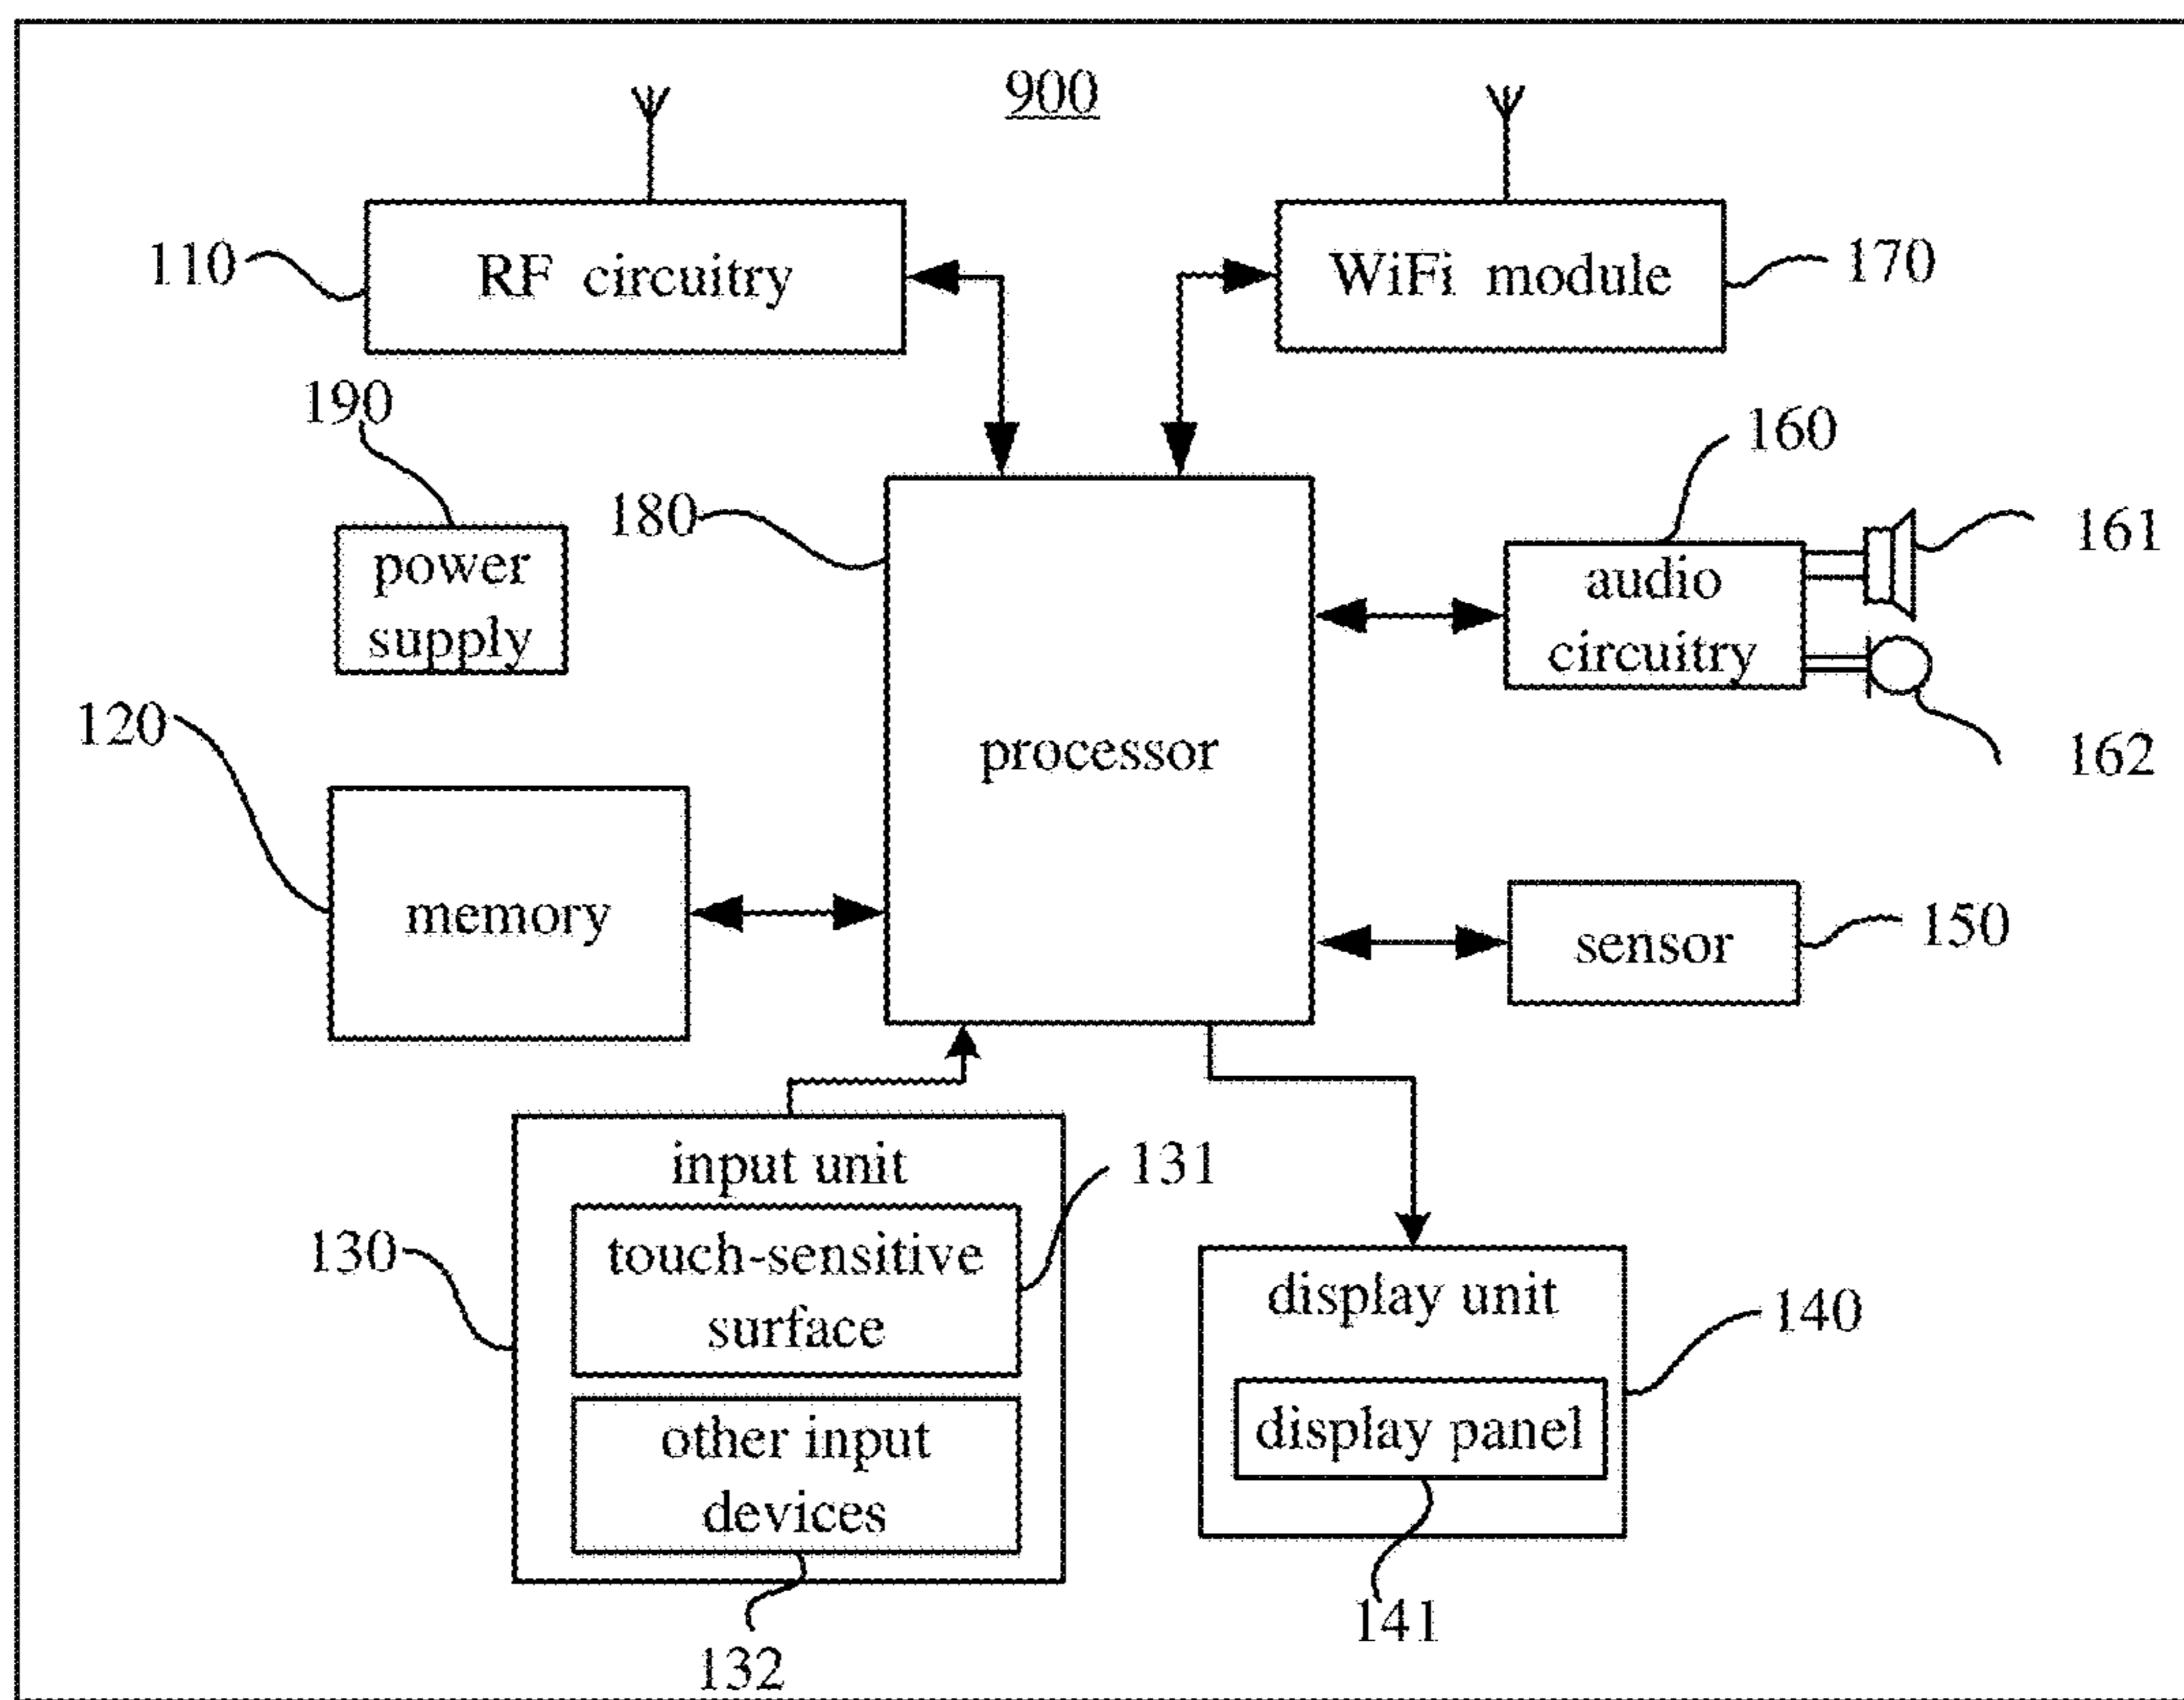 900
110
RF circuitry
WiFi module
170
190
160
180
power
supply
audio
circuitry
161
162
120
processor
memory
sensor
150
input unit
131
130
touch-sensitive
surface
display unit
140
other input
devices
display panel
141
132